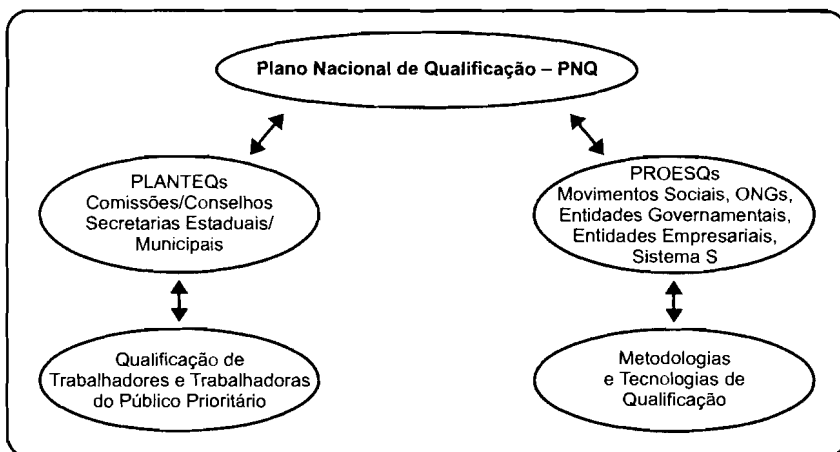 Plano Nacional de Qualificação – PNQ
PLANTEQs
Comissões/Conselhos
Secretarias Estaduais/
Municipais
PROESQs
Movimentos Sociais, ONGs,
Entidades Governamentais,
Entidades Empresariais,
Sistema S
Qualificação de
Trabalhadores e Trabalhadoras
do Público Prioritário
Metodologias
e Tecnologias de
Qualificação